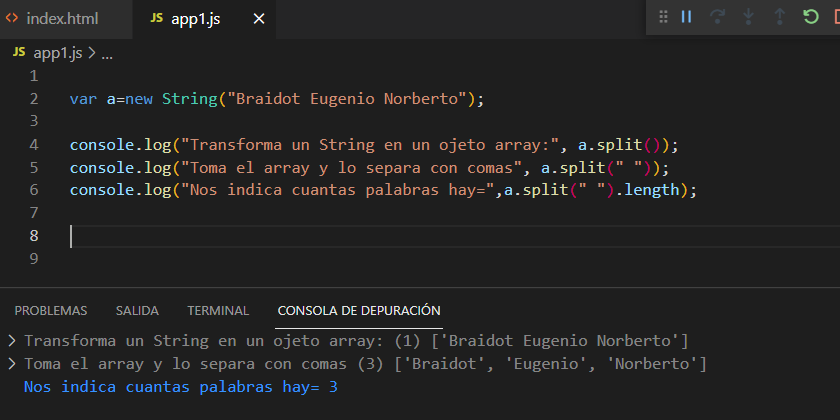 index.html
JS app1.js
JS app1.js > ...
1
2 var a=new String("Braidot Eugenio Norberto");
3
4 console.log("Transforma un String en un ojeto array:", a.split());
5 console.log("Toma el array y lo separa con comas", a.split(" "));
6 console.log("Nos indica cuantas palabras hay=",a.split(" ").length);
7
8
9
PROBLEMAS SALIDA TERMINAL CONSOLA DE DEPURACIÓN
> Transforma un String en un ojeto array: (1) ['Braidot Eugenio Norberto']
> Toma el array y lo separa con comas (3) ['Braidot', 'Eugenio', 'Norberto']
Nos indica cuantas palabras hay= 3